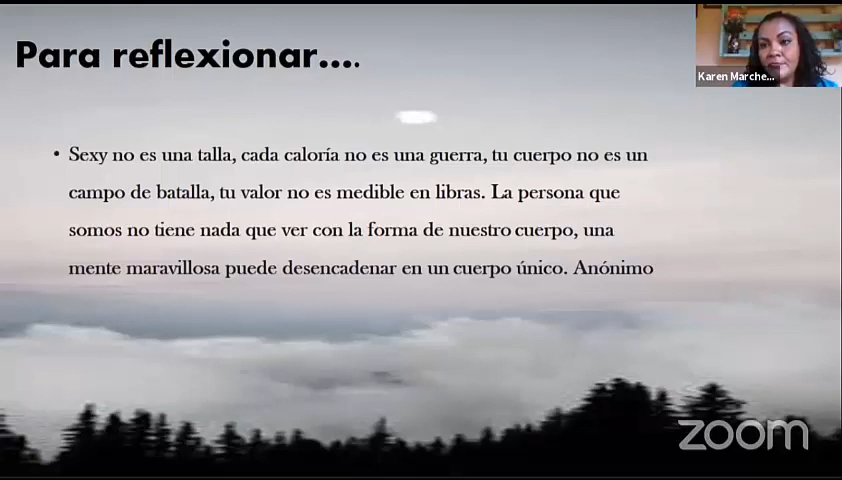 Para reflexionar....
Karen Marche...
• Sexy no es una talla, cada caloría no es una guerra, tu cuerpo no es un
campo de batalla, tu valor no es medible en libras. La persona que
somos no tiene nada que ver con la forma de nuestro cuerpo, una
mente maravillosa puede desencadenar en un cuerpo único. Anónimo
zoom